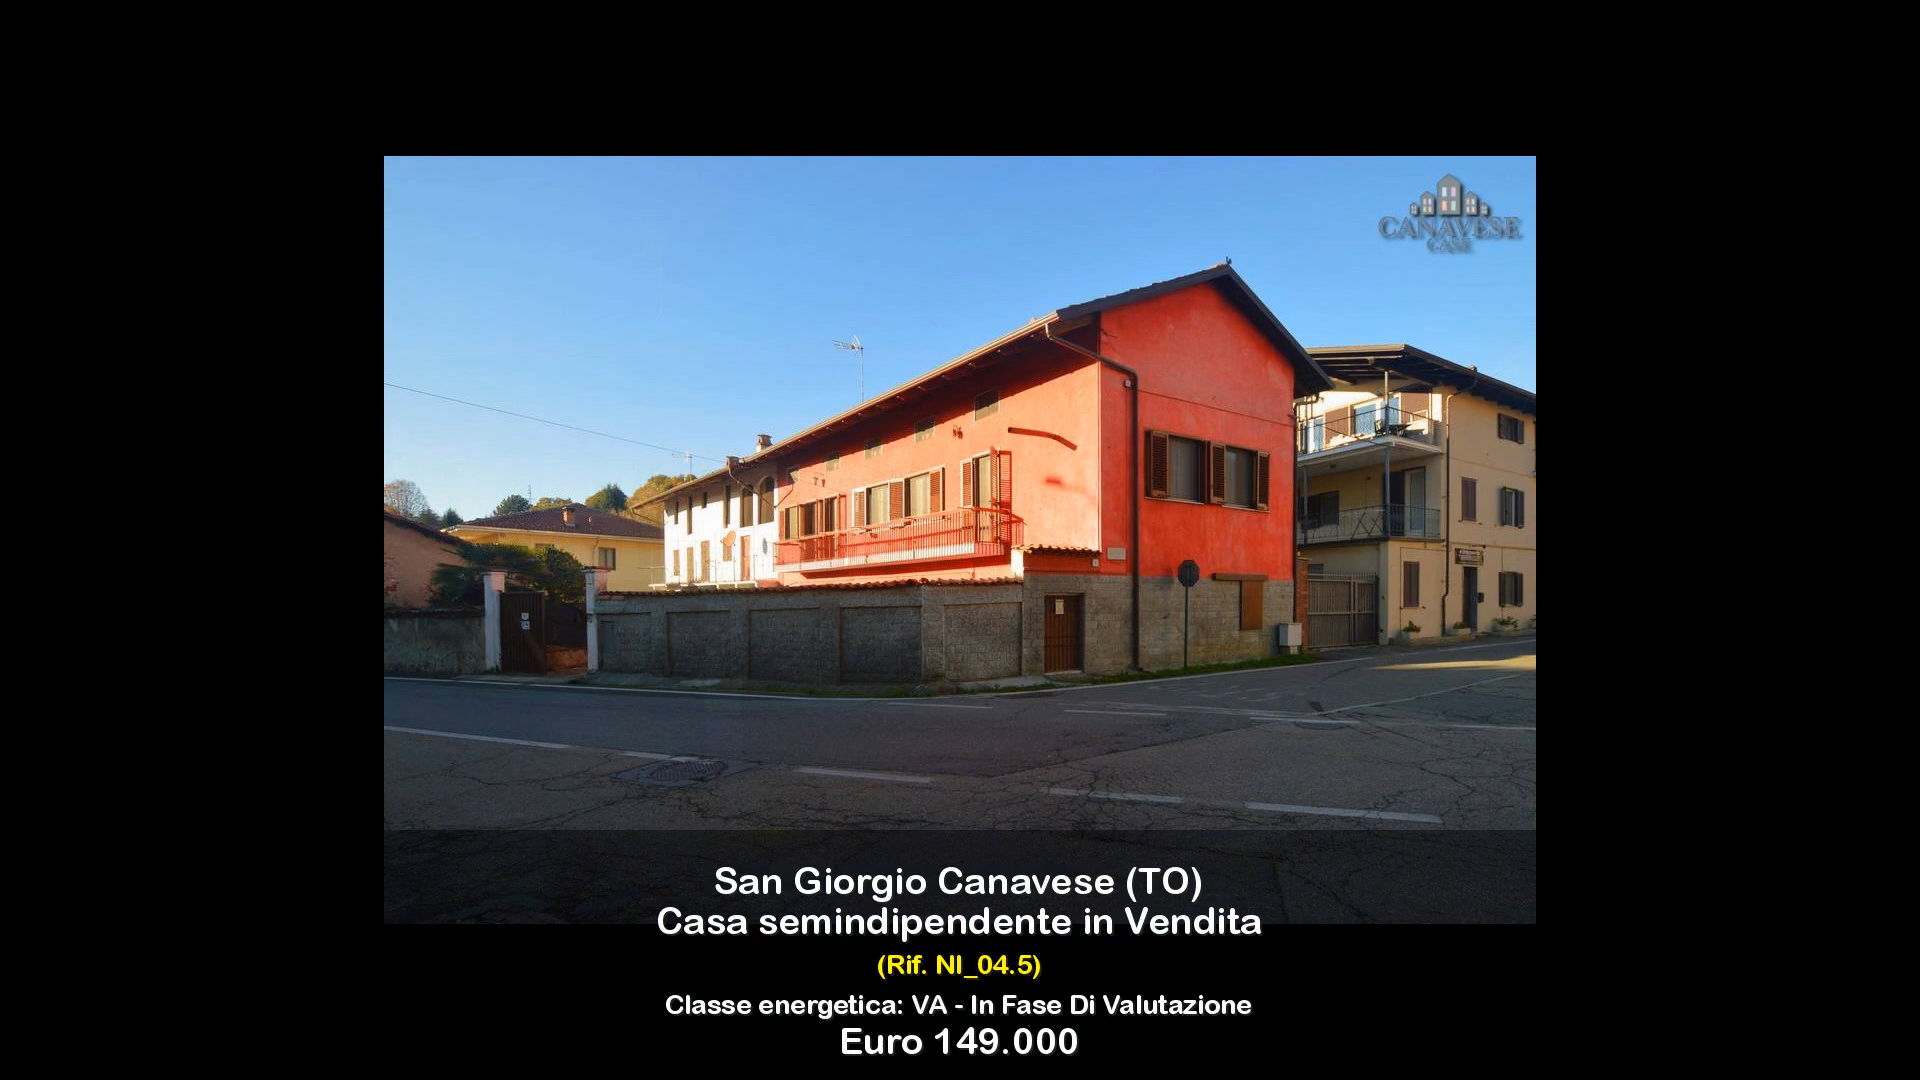 CANAVESE
CASE
San Giorgio Canavese (TO)
Casa semindipendente in Vendita
(Rif. NI_04.5)
Classe energetica: VA - In Fase Di Valutazione
Euro 149.000